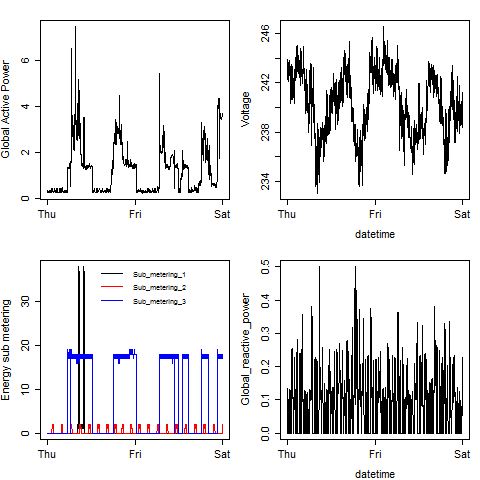 Global Active Power
0
2
4
6
Thu
Fri
Sat
Voltage
234
238
242
246
Thu
Fri
Sat
datetime
Energy sub metering
0
10
20
30
Thu
Fri
Sat
Sub_metering_1
Sub_metering_2
Sub_metering_3
Global_reactive_power
0.0
0.1
0.2
0.3
0.4
0.5
Thu
Fri
Sat
datetime